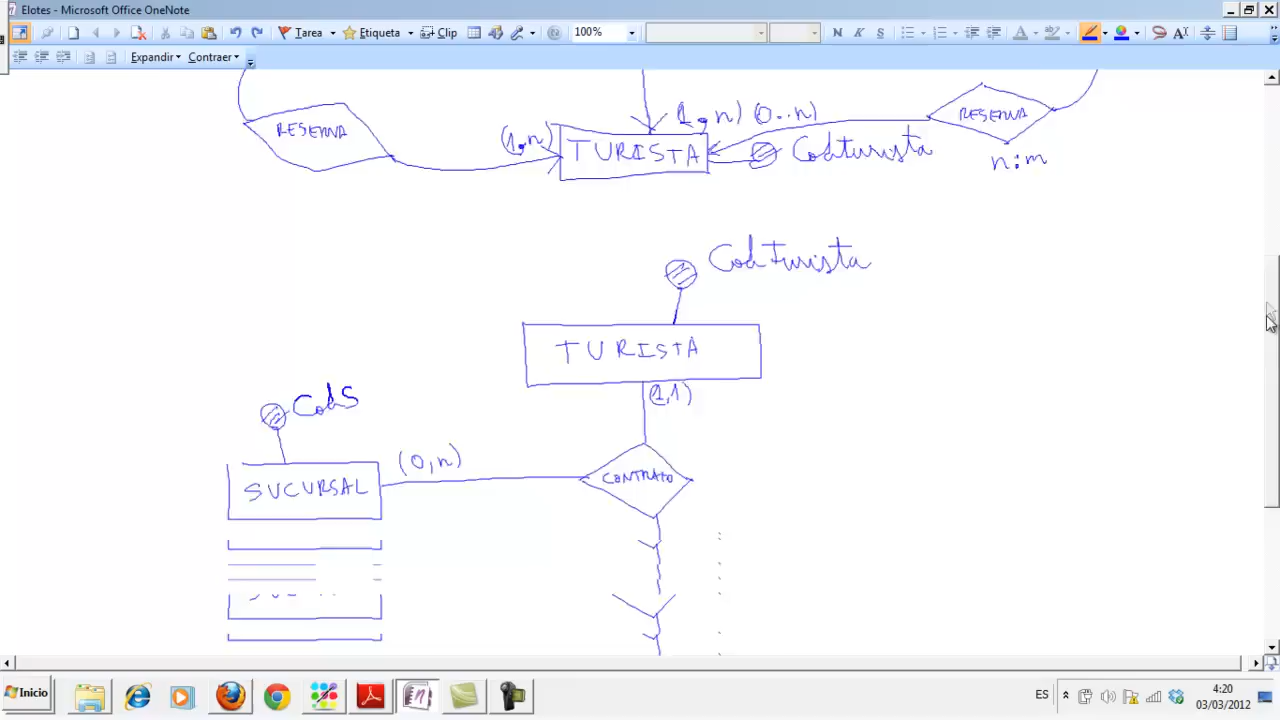 Elotes - Microsoft Office OneNote
Tarea Etiqueta Clip 100% N K S A
Expandir Contraer
RESERVA
(1,n)
1,n)
(0..n)
TURISTA
Codturista
RESERVA
n:m
CodTurista
TURISTA
(1,1)
CodS
(0,n)
SUCURSAL
CONTRATO
Inicio
ES
4:20
03/03/2012